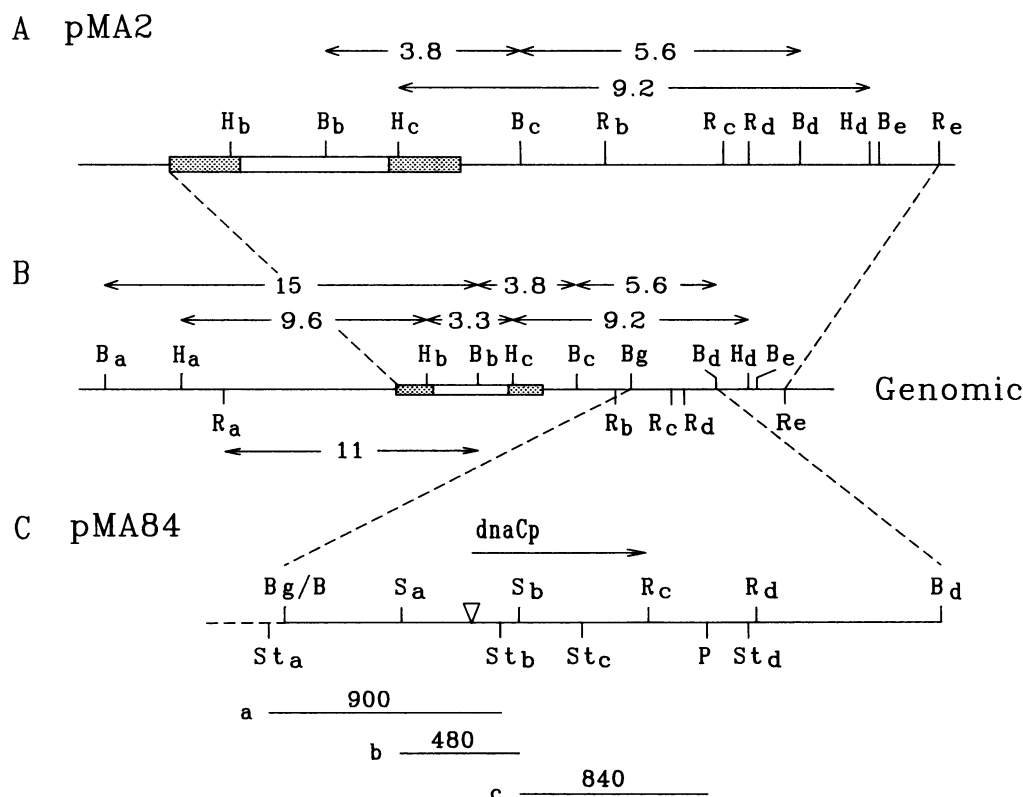 A pMA2
3.8 5.6
9.2
Hb Bb Hc Bc Rb Rc Rd Bd Hd Be Re
B
15 3.8 5.6
9.6 3.3 9.2
Ba Ha Hb Bb Hc Bc Bg Bd Hd Be
Genomic
Ra Rb Rc Rd Re
11
C pMA84
dnaCp
Bg/B Sa Sb Rc Rd Bd
Sta Stb Stc P Std
a 900
b 480
c 840